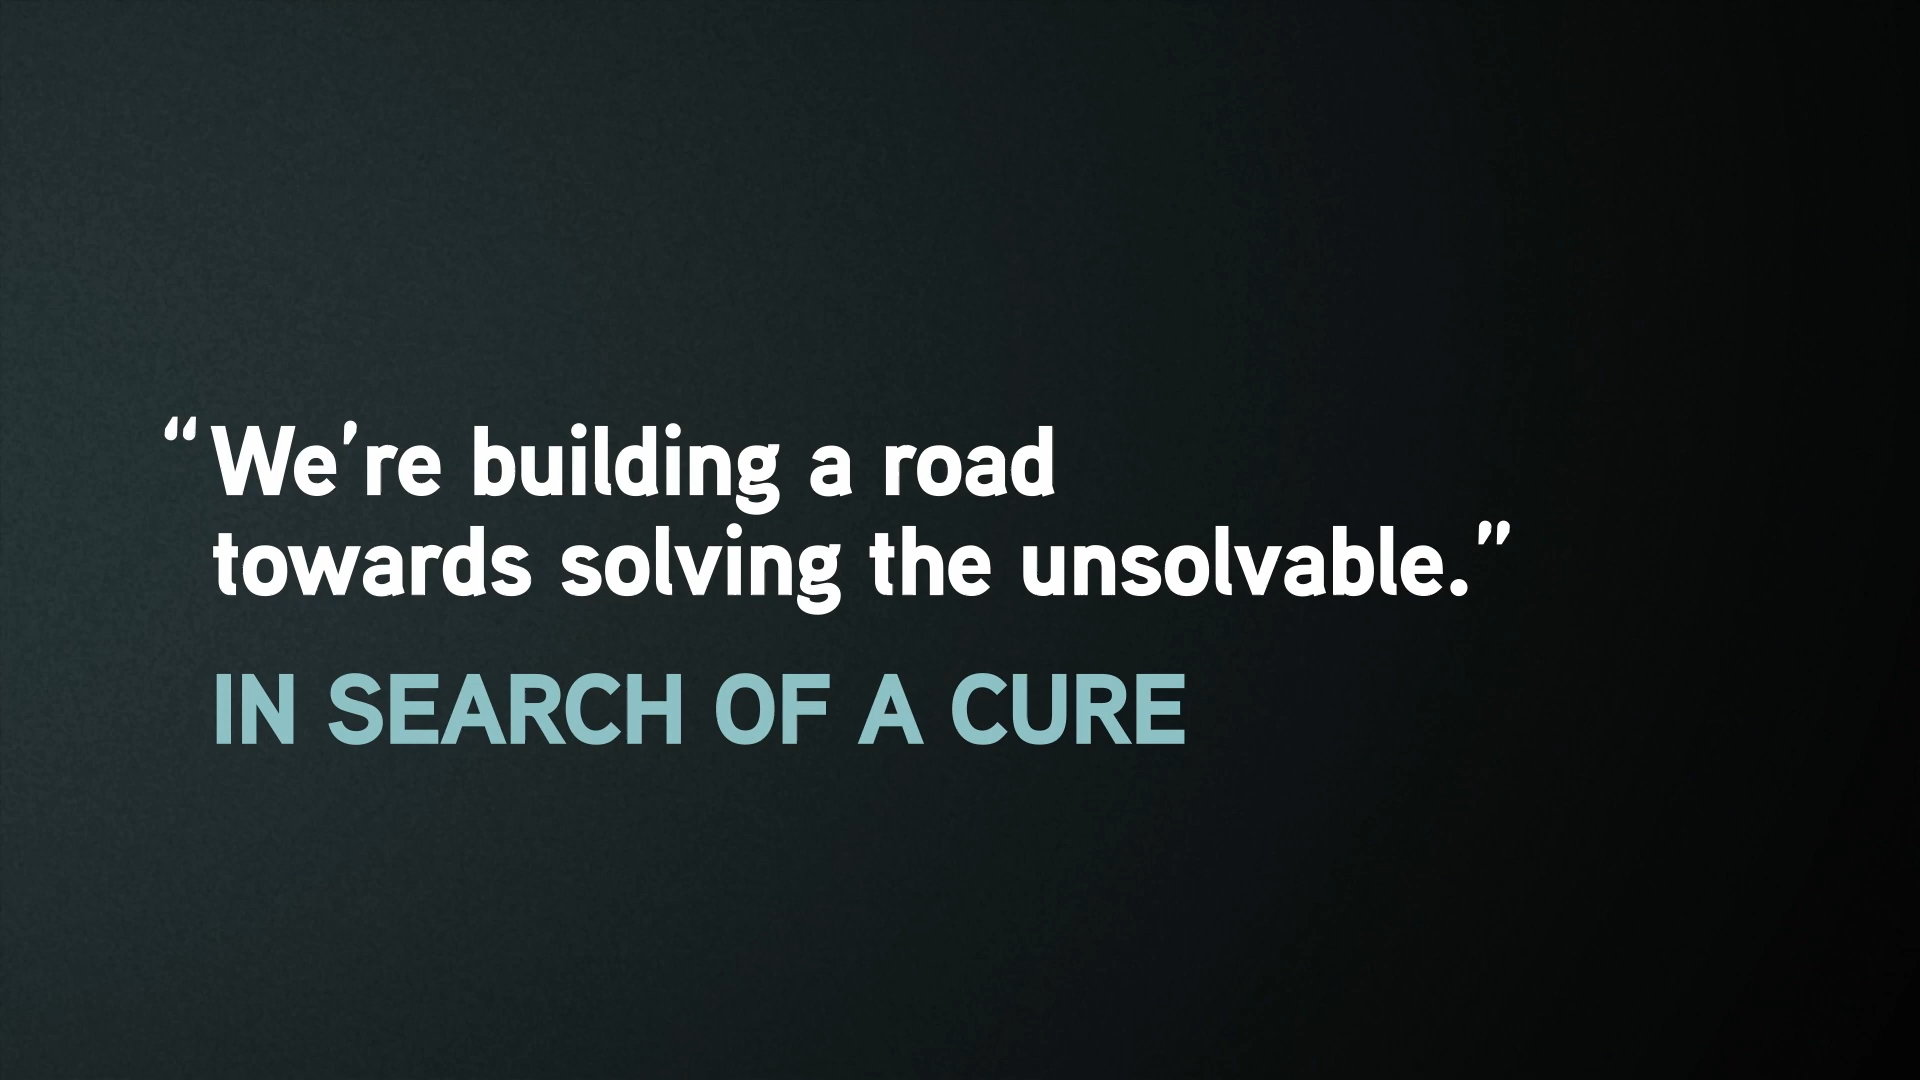 “We’re building a road
towards solving the unsolvable.”
IN SEARCH OF A CURE